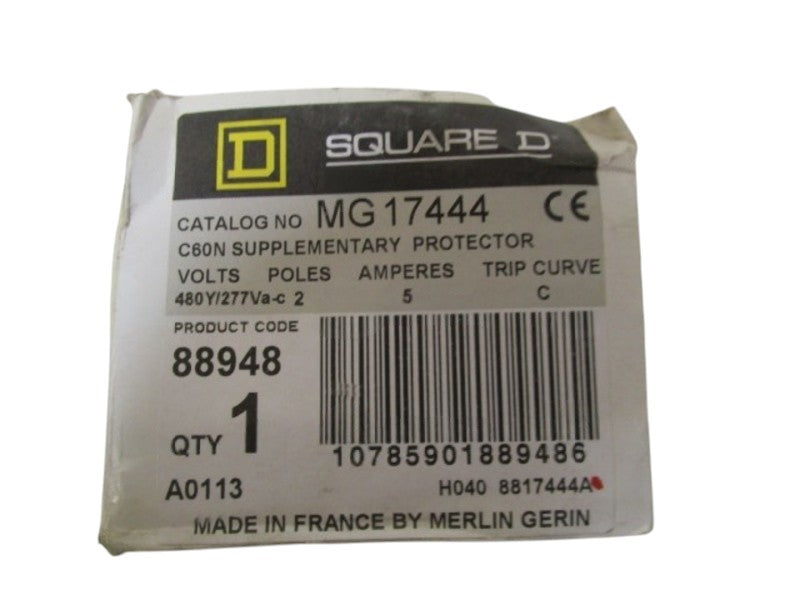 D SQUARE D
CATALOG NO MG17444 CE
C60N SUPPLEMENTARY PROTECTOR
VOLTS POLES AMPERES TRIP CURVE
480Y/277Va-c 2 5 C
PRODUCT CODE
88948
QTY 1
10785901889486
A0113 H040 8817444A
MADE IN FRANCE BY MERLIN GERIN